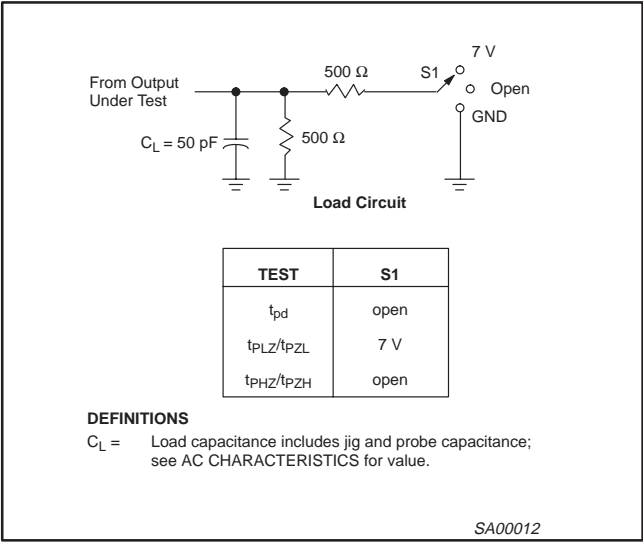 7 V
500 Ω
S1
From Output
Under Test
Open
GND
C_L = 50 pF
500 Ω
Load Circuit
TEST S1
t_pd open
t_PLZ/t_PZL 7 V
t_PHZ/t_PZH open
DEFINITIONS
C_L = Load capacitance includes jig and probe capacitance;
see AC CHARACTERISTICS for value.
SA00012